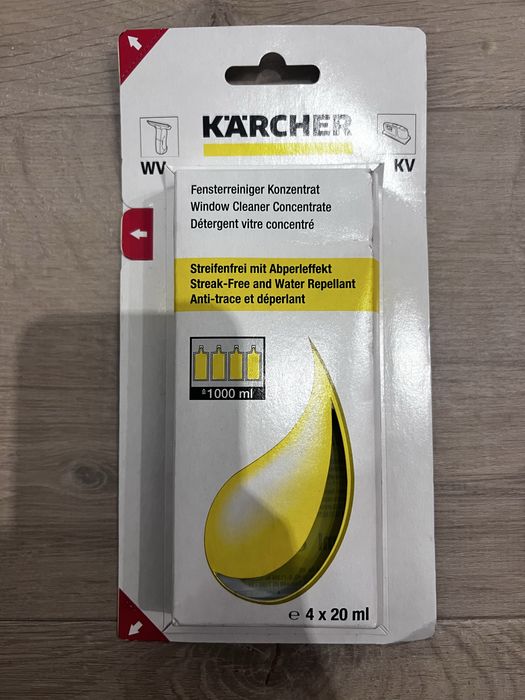 KÄRCHER
WV
KV
Fensterreiniger Konzentrat
Window Cleaner Concentrate
Détergent vitre concentré
Streifenfrei mit Abperleffekt
Streak-Free and Water Repellant
Anti-trace et déperlant
≙1000 ml
℮ 4 x 20 ml